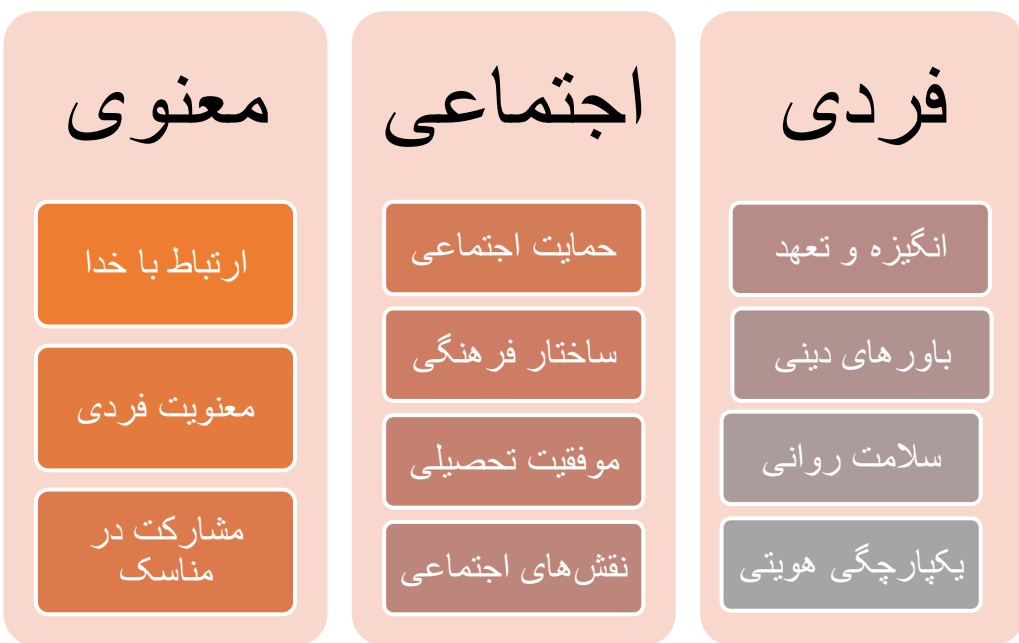 فردی
انگیزه و تعهد
باورهای دینی
سلامت روانی
یکپارچگی هویتی
اجتماعی
حمایت اجتماعی
ساختار فرهنگی
موفقیت تحصیلی
نقش‌های اجتماعی
معنوی
ارتباط با خدا
معنویت فردی
مشارکت در
مناسک